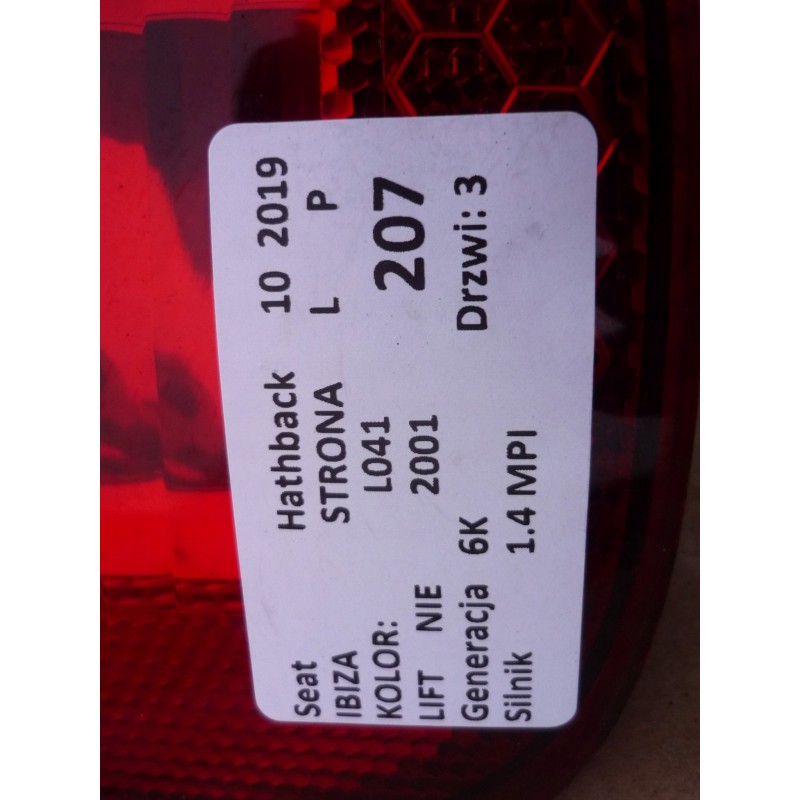 Seat Hathback 10 2019
IBIZA STRONA L P
KOLOR: L041 207
LIFT NIE 2001
Generacja 6K Drzwi: 3
Silnik 1.4 MPI